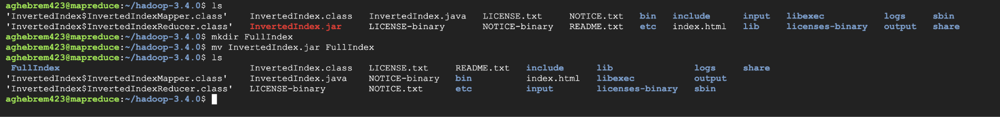 aghebrem423@mapreduce:~/hadoop-3.4.0$ ls
'InvertedIndex$InvertedIndexMapper.class' InvertedIndex.class InvertedIndex.java LICENSE.txt NOTICE.txt bin include input libexec logs sbin
'InvertedIndex$InvertedIndexReducer.class' InvertedIndex.jar LICENSE-binary NOTICE-binary README.txt etc index.html lib licenses-binary output share
aghebrem423@mapreduce:~/hadoop-3.4.0$ mkdir FullIndex
aghebrem423@mapreduce:~/hadoop-3.4.0$ mv InvertedIndex.jar FullIndex
aghebrem423@mapreduce:~/hadoop-3.4.0$ ls
FullIndex InvertedIndex.class LICENSE.txt README.txt include lib logs share
'InvertedIndex$InvertedIndexMapper.class' InvertedIndex.java NOTICE-binary bin index.html libexec output
'InvertedIndex$InvertedIndexReducer.class' LICENSE-binary NOTICE.txt etc input licenses-binary sbin
aghebrem423@mapreduce:~/hadoop-3.4.0$